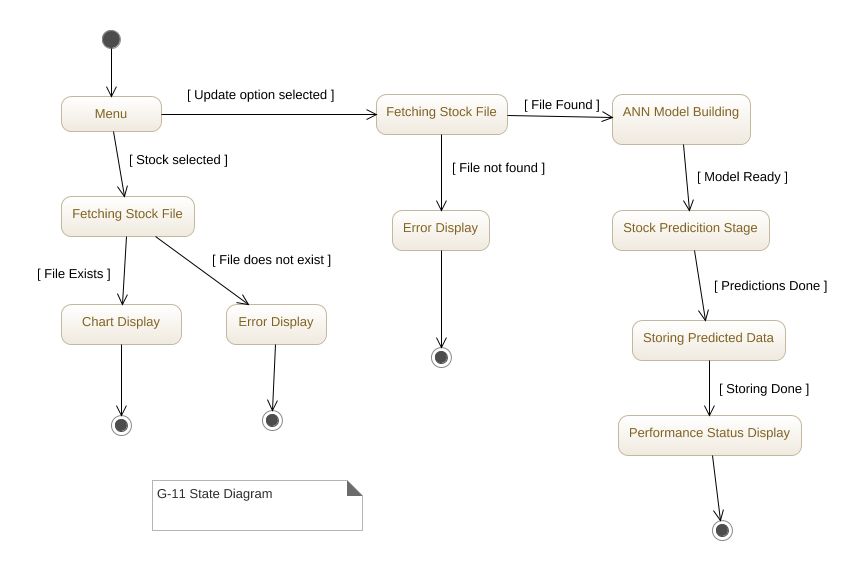 [ Update option selected ]
[ File Found ]
Menu
Fetching Stock File
ANN Model Building
[ Stock selected ]
[ File not found ]
[ Model Ready ]
Fetching Stock File
Error Display
Stock Predicition Stage
[ File Exists ]
[ File does not exist ]
[ Predictions Done ]
Chart Display
Error Display
Storing Predicted Data
[ Storing Done ]
Performance Status Display
G-11 State Diagram